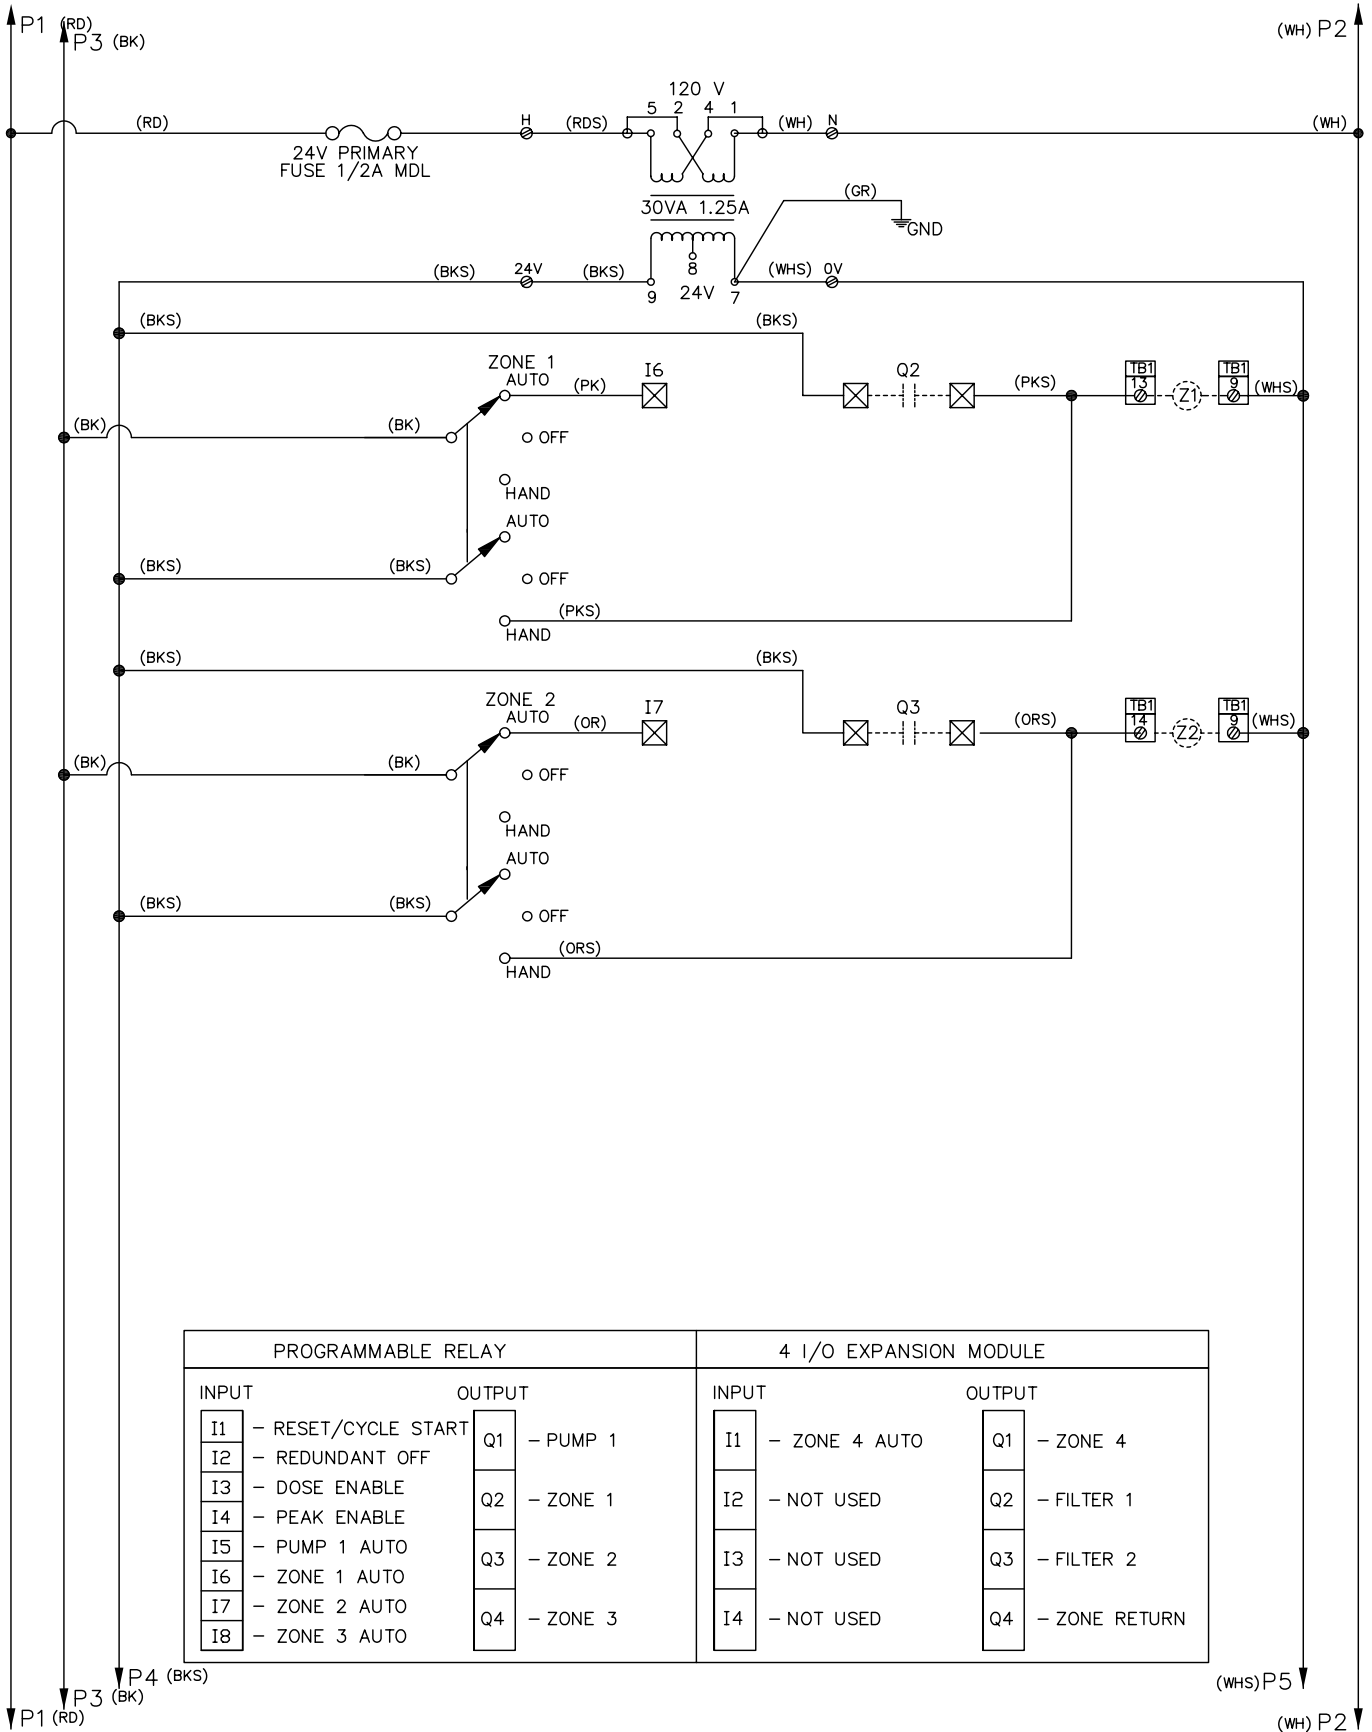 P1 (RD)
P3 (BK)
(WH) P2
120 V
5 2 4 1
(RD)
H
(RDS)
(WH)
N
(WH)
24V PRIMARY
FUSE 1/2A MDL
30VA 1.25A
(GR)
GND
(BKS)
24V
(BKS)
8
(WHS)
0V
9
24V
7
(BKS)
(BKS)
ZONE 1
AUTO
(PK)
I6
Q2
(PKS)
TB1
13
Z1
TB1
9
(WHS)
(BK)
(BK)
OFF
HAND
AUTO
(BKS)
(BKS)
OFF
(PKS)
HAND
(BKS)
(BKS)
ZONE 2
AUTO
(OR)
I7
Q3
(ORS)
TB1
14
Z2
TB1
9
(WHS)
(BK)
(BK)
OFF
HAND
AUTO
(BKS)
(BKS)
OFF
(ORS)
HAND
PROGRAMMABLE RELAY
INPUT
I1 – RESET/CYCLE START
I2 – REDUNDANT OFF
I3 – DOSE ENABLE
I4 – PEAK ENABLE
I5 – PUMP 1 AUTO
I6 – ZONE 1 AUTO
I7 – ZONE 2 AUTO
I8 – ZONE 3 AUTO
OUTPUT
Q1 – PUMP 1
Q2 – ZONE 1
Q3 – ZONE 2
Q4 – ZONE 3
4 I/O EXPANSION MODULE
INPUT
I1 – ZONE 4 AUTO
I2 – NOT USED
I3 – NOT USED
I4 – NOT USED
OUTPUT
Q1 – ZONE 4
Q2 – FILTER 1
Q3 – FILTER 2
Q4 – ZONE RETURN
P4 (BKS)
P3 (BK)
P1 (RD)
(WHS) P5
(WH) P2